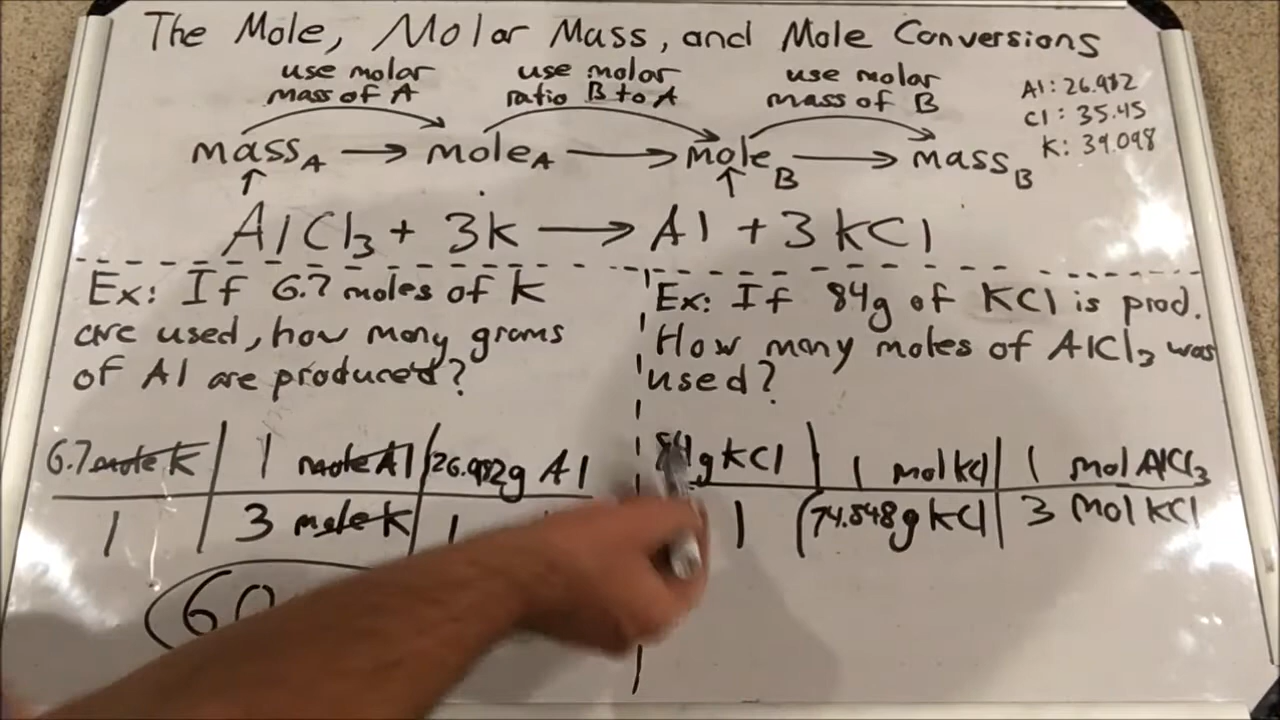 The Mole, Molar Mass, and Mole Conversions
use molar mass of A
use molar ratio B to A
use molar mass of B
Al: 26.982
Cl: 35.45
K: 39.098
mass A → mole A → mole B → mass B
AlCl3 + 3K → Al + 3KCl
Ex: If 6.7 moles of K
are used, how many grams
of Al are produced?
6.7 mole K | 1 mole Al | 26.982g Al
1 | 3 mole K | 1
60
Ex: If 84g of KCl is prod.
How many moles of AlCl3 was
used?
84g KCl | 1 mol kcl | 1 mol AlCl3
1 | 74.548g KCl | 3 mol KCl